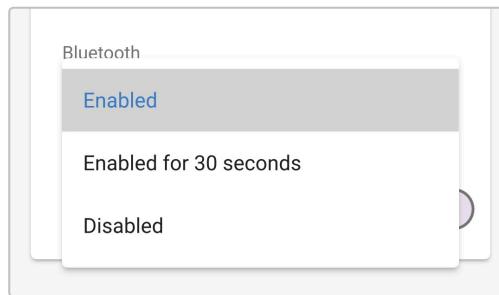 Bluetooth
Enabled
Enabled for 30 seconds
Disabled